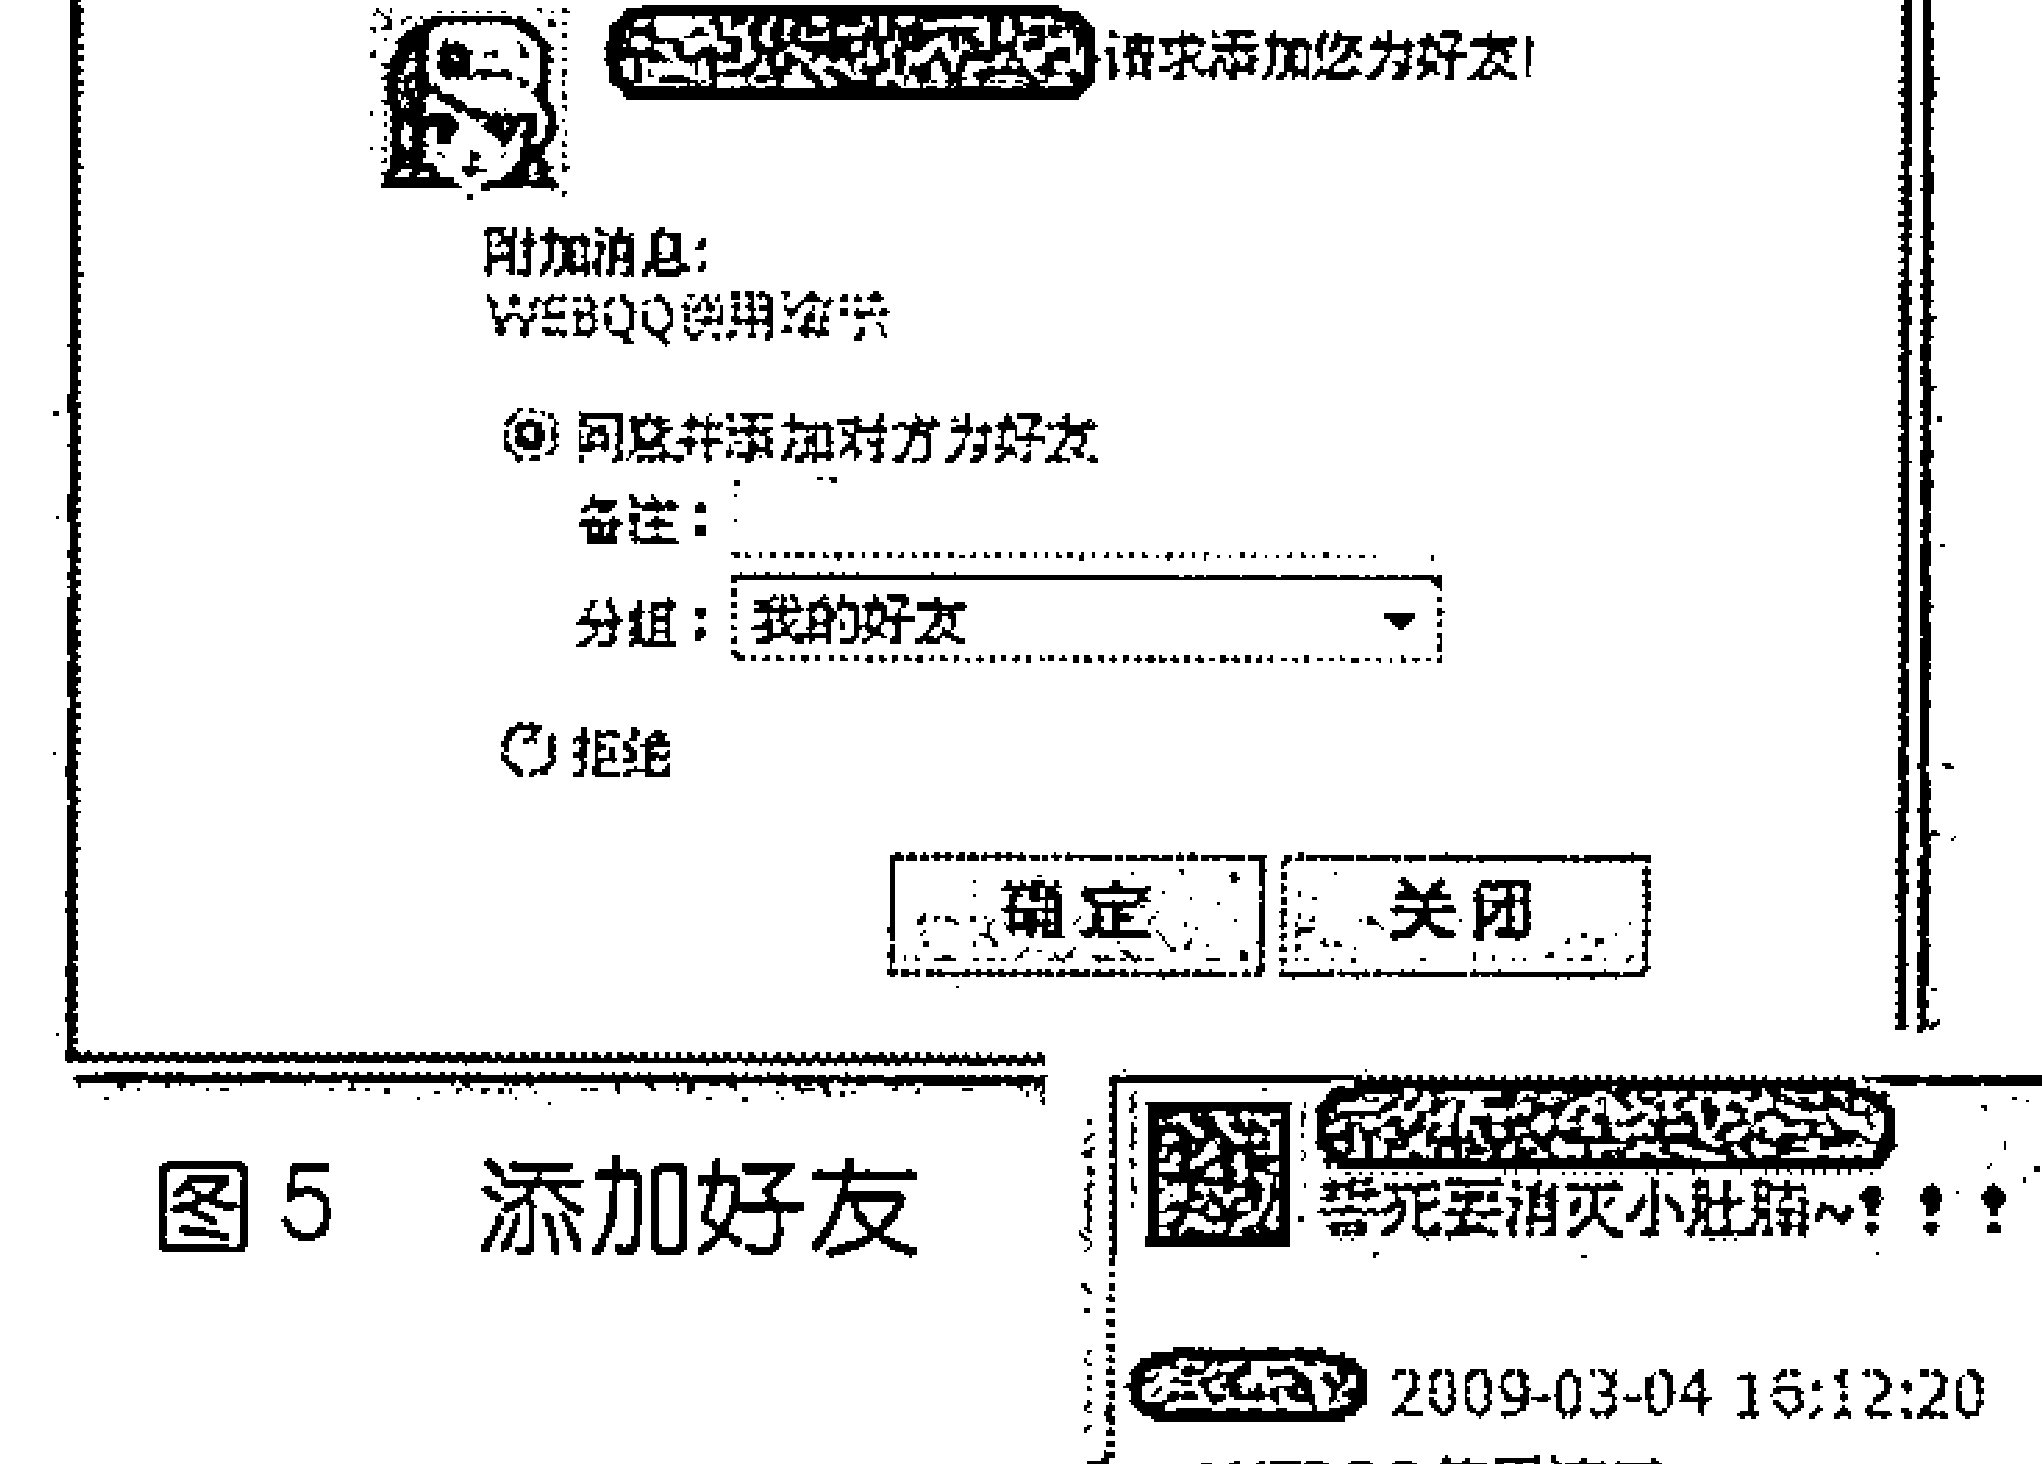 请求添加您为好友!
附加消息:
WEBQQ使用演示
同意并添加对方为好友
备注:
分组: 我的好友
拒绝
确定 关闭
图 5 添加好友
誓死要消灭小肚腩~!!!
2009-03-04 16:12:20